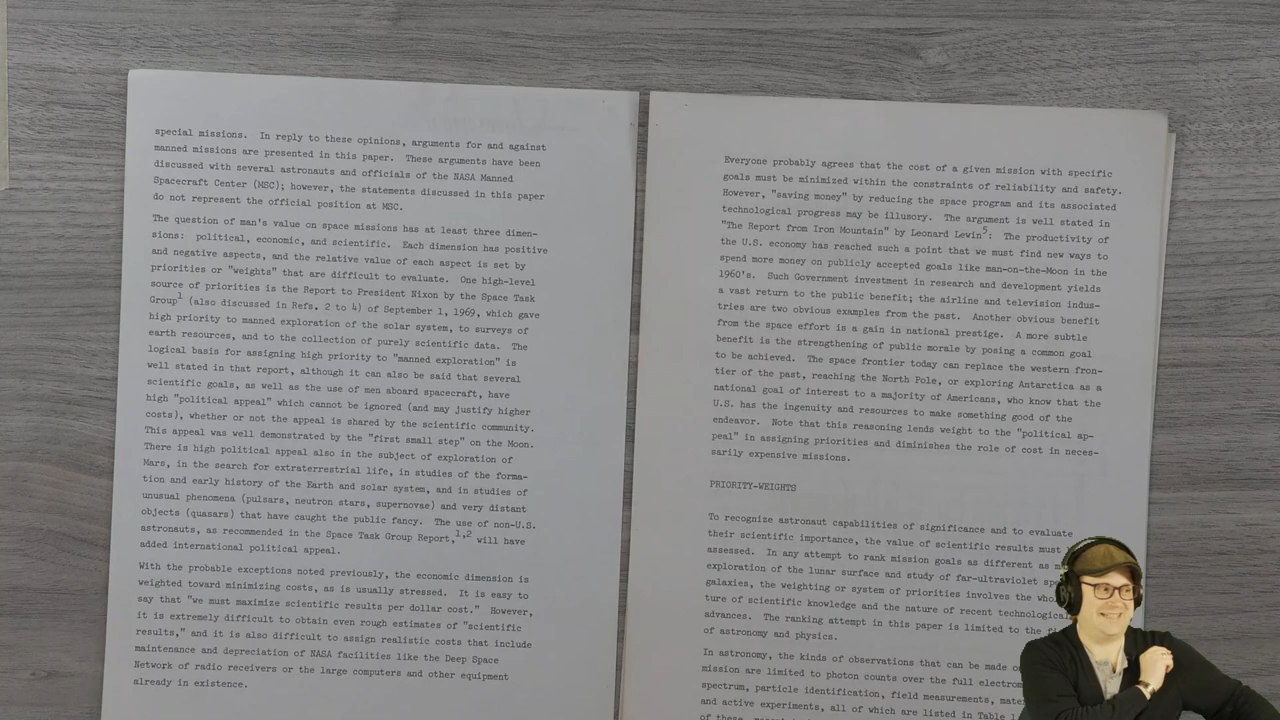 special missions. In reply to these opinions, arguments for and against
manned missions are presented in this paper. These arguments have been
discussed with several astronauts and officials of the NASA Manned
Spacecraft Center (MSC); however, the statements discussed in this paper
do not represent the official position at MSC.
The question of man's value on space missions has at least three dimen-
sions: political, economic, and scientific. Each dimension has positive
and negative aspects, and the relative value of each aspect is set by
priorities or "weights" that are difficult to evaluate. One high-level
source of priorities is the Report to President Nixon by the Space Task
Group1 (also discussed in Refs. 2 to 4) of September 1, 1969, which gave
high priority to manned exploration of the solar system, to surveys of
earth resources, and to the collection of purely scientific data. The
logical basis for assigning high priority to "manned exploration" is
well stated in that report, although it can also be said that several
scientific goals, as well as the use of men aboard spacecraft, have
high "political appeal" which cannot be ignored (and may justify higher
costs), whether or not the appeal is shared by the scientific community.
This appeal was well demonstrated by the "first small step" on the Moon.
There is high political appeal also in the subject of exploration of
Mars, in the search for extraterrestrial life, in studies of the forma-
tion and early history of the Earth and solar system, and in studies of
unusual phenomena (pulsars, neutron stars, supernovae) and very distant
objects (quasars) that have caught the public fancy. The use of non-U.S.
astronauts, as recommended in the Space Task Group Report,1,2 will have
added international political appeal.
With the probable exceptions noted previously, the economic dimension is
weighted toward minimizing costs, as is usually stressed. It is easy to
say that "we must maximize scientific results per dollar cost." However,
it is extremely difficult to obtain even rough estimates of "scientific
results," and it is also difficult to assign realistic costs that include
maintenance and depreciation of NASA facilities like the Deep Space
Network of radio receivers or the large computers and other equipment
already in existence.
Everyone probably agrees that the cost of a given mission with specific
goals must be minimized within the constraints of reliability and safety.
However, "saving money" by reducing the space program and its associated
technological progress may be illusory. The argument is well stated in
"The Report from Iron Mountain" by Leonard Lewin5: The productivity of
the U.S. economy has reached such a point that we must find new ways to
spend more money on publicly accepted goals like man-on-the-Moon in the
1960's. Such Government investment in research and development yields
a vast return to the public benefit; the airline and television indus-
tries are two obvious examples from the past. Another obvious benefit
from the space effort is a gain in national prestige. A more subtle
benefit is the strengthening of public morale by posing a common goal
to be achieved. The space frontier today can replace the western fron-
tier of the past, reaching the North Pole, or exploring Antarctica as a
national goal of interest to a majority of Americans, who know that the
U.S. has the ingenuity and resources to make something good of the
endeavor. Note that this reasoning lends weight to the "political ap-
peal" in assigning priorities and diminishes the role of cost in neces-
sarily expensive missions.
PRIORITY-WEIGHTS
To recognize astronaut capabilities of significance and to evaluate
their scientific importance, the value of scientific results must
assessed. In any attempt to rank mission goals as different as
exploration of the lunar surface and study of far-ultraviolet
galaxies, the weighting or system of priorities involves the
ture of scientific knowledge and the nature of recent technological
advances. The ranking attempt in this paper is limited to the
of astronomy and physics.
In astronomy, the kinds of observations that can be made
mission are limited to photon counts over the full
spectrum, particle identification, field measurements,
and active experiments, all of which are listed in Table
of these,